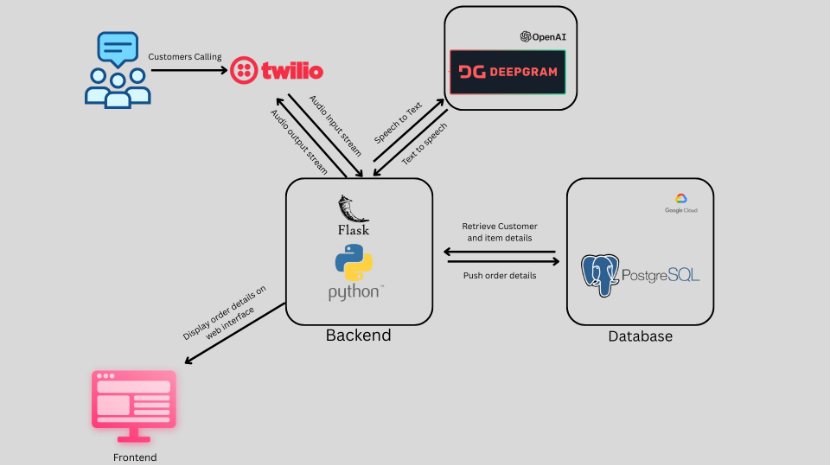 OpenAI
Customers Calling
twilio
DEEPGRAM
Audio Input stream
Audio output stream
Speech to Text
Text to speech
Flask
python™
Backend
Retrieve Customer
and item details
Push order details
Google Cloud
PostgreSQL
Database
Display order details on
web interface
Frontend